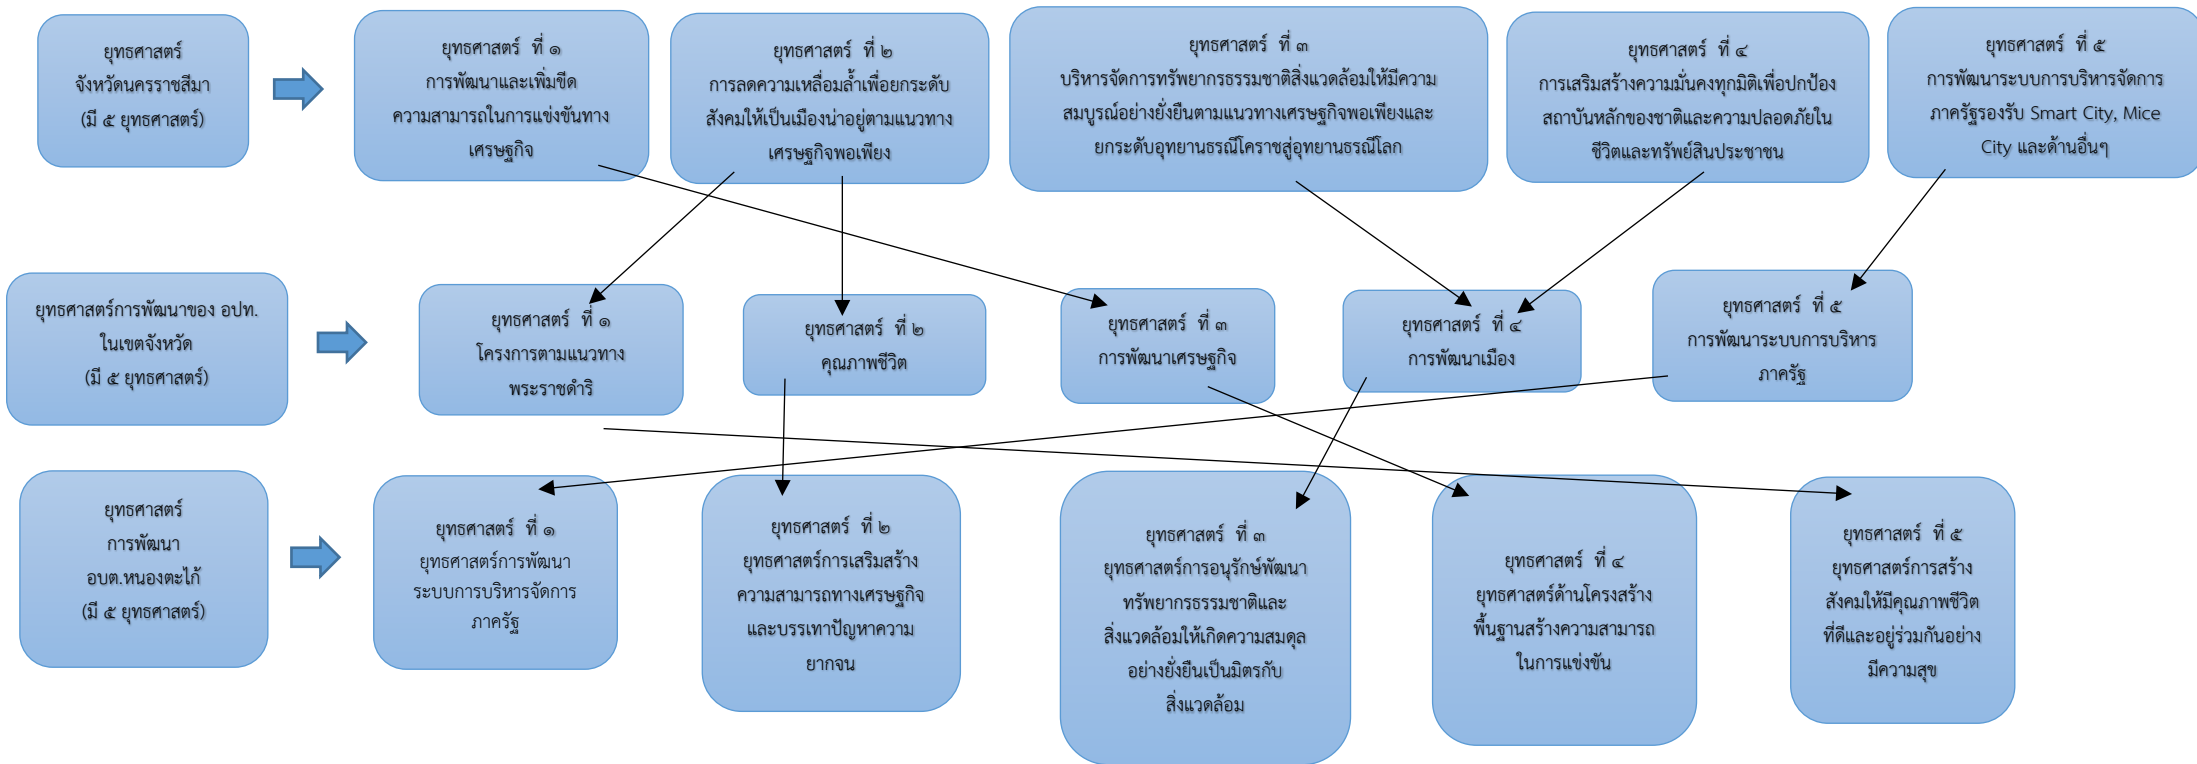 ยุทธศาสตร์
จังหวัดนครราชสีมา
(มี ๕ ยุทธศาสตร์)
ยุทธศาสตร์ ที่ ๑
การพัฒนาและเพิ่มขีด
ความสามารถในการแข่งขันทาง
เศรษฐกิจ
ยุทธศาสตร์ ที่ ๒
การลดความเหลื่อมล้ำเพื่อยกระดับ
สังคมให้เป็นเมืองน่าอยู่ตามแนวทาง
เศรษฐกิจพอเพียง
ยุทธศาสตร์ ที่ ๓
บริหารจัดการทรัพยากรธรรมชาติสิ่งแวดล้อมให้มีความ
สมบูรณ์อย่างยั่งยืนตามแนวทางเศรษฐกิจพอเพียงและ
ยกระดับอุทยานธรณีโคราชสู่อุทยานธรณีโลก
ยุทธศาสตร์ ที่ ๔
การเสริมสร้างความมั่นคงทุกมิติเพื่อปกป้อง
สถาบันหลักของชาติและความปลอดภัยใน
ชีวิตและทรัพย์สินประชาชน
ยุทธศาสตร์ ที่ ๕
การพัฒนาระบบการบริหารจัดการ
ภาครัฐรองรับ Smart City, Mice
City และด้านอื่นๆ
ยุทธศาสตร์การพัฒนาของ อปท.
ในเขตจังหวัด
(มี ๕ ยุทธศาสตร์)
ยุทธศาสตร์ ที่ ๑
โครงการตามแนวทาง
พระราชดำริ
ยุทธศาสตร์ ที่ ๒
คุณภาพชีวิต
ยุทธศาสตร์ ที่ ๓
การพัฒนาเศรษฐกิจ
ยุทธศาสตร์ ที่ ๔
การพัฒนาเมือง
ยุทธศาสตร์ ที่ ๕
การพัฒนาระบบการบริหาร
ภาครัฐ
ยุทธศาสตร์
การพัฒนา
อบต.หนองตะไก้
(มี ๕ ยุทธศาสตร์)
ยุทธศาสตร์ ที่ ๑
ยุทธศาสตร์การพัฒนา
ระบบการบริหารจัดการ
ภาครัฐ
ยุทธศาสตร์ ที่ ๒
ยุทธศาสตร์การเสริมสร้าง
ความสามารถทางเศรษฐกิจ
และบรรเทาปัญหาความ
ยากจน
ยุทธศาสตร์ ที่ ๓
ยุทธศาสตร์การอนุรักษ์พัฒนา
ทรัพยากรธรรมชาติและ
สิ่งแวดล้อมให้เกิดความสมดุล
อย่างยั่งยืนเป็นมิตรกับ
สิ่งแวดล้อม
ยุทธศาสตร์ ที่ ๔
ยุทธศาสตร์ด้านโครงสร้าง
พื้นฐานสร้างความสามารถ
ในการแข่งขัน
ยุทธศาสตร์ ที่ ๕
ยุทธศาสตร์การสร้าง
สังคมให้มีคุณภาพชีวิต
ที่ดีและอยู่ร่วมกันอย่าง
มีความสุข